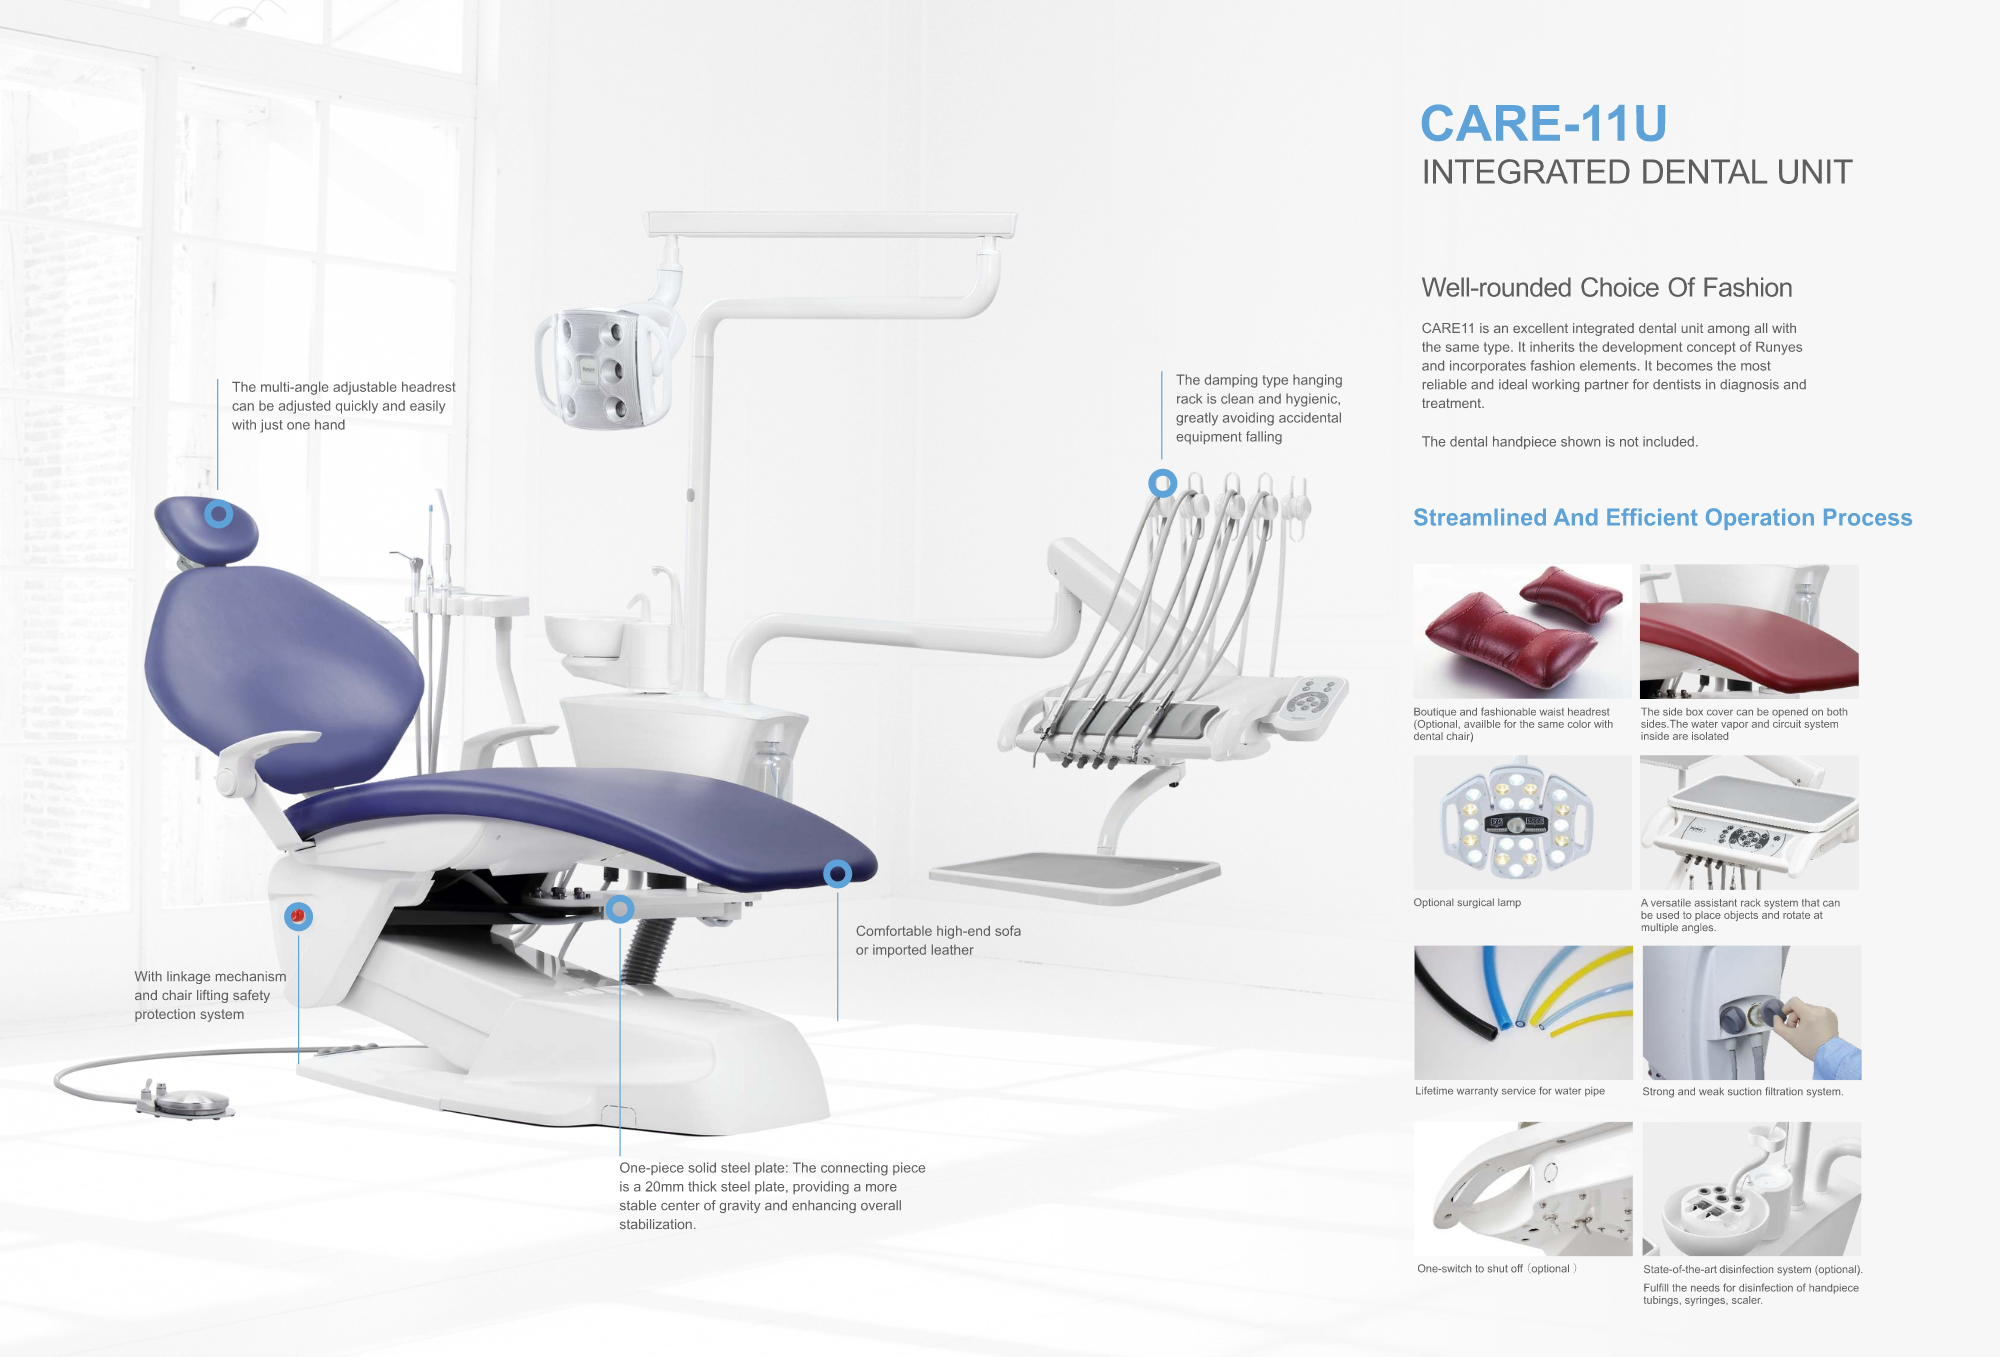 CARE-11U
INTEGRATED DENTAL UNIT
Well-rounded Choice Of Fashion
CARE11 is an excellent integrated dental unit among all with
the same type. It inherits the development concept of Runyes
and incorporates fashion elements. It becomes the most
reliable and ideal working partner for dentists in diagnosis and
treatment.
The dental handpiece shown is not included.
The multi-angle adjustable headrest
can be adjusted quickly and easily
with just one hand
The damping type hanging
rack is clean and hygienic,
greatly avoiding accidental
equipment falling
Comfortable high-end sofa
or imported leather
With linkage mechanism
and chair lifting safety
protection system
One-piece solid steel plate: The connecting piece
is a 20mm thick steel plate, providing a more
stable center of gravity and enhancing overall
stabilization.
Streamlined And Efficient Operation Process
Boutique and fashionable waist headrest
(Optional, availble for the same color with
dental chair)
The side box cover can be opened on both
sides.The water vapor and circuit system
inside are isolated
Optional surgical lamp
A versatile assistant rack system that can
be used to place objects and rotate at
multiple angles.
Lifetime warranty service for water pipe
Strong and weak suction filtration system.
One-switch to shut off（optional ）
State-of-the-art disinfection system (optional).
Fulfill the needs for disinfection of handpiece
tubings, syringes, scaler.